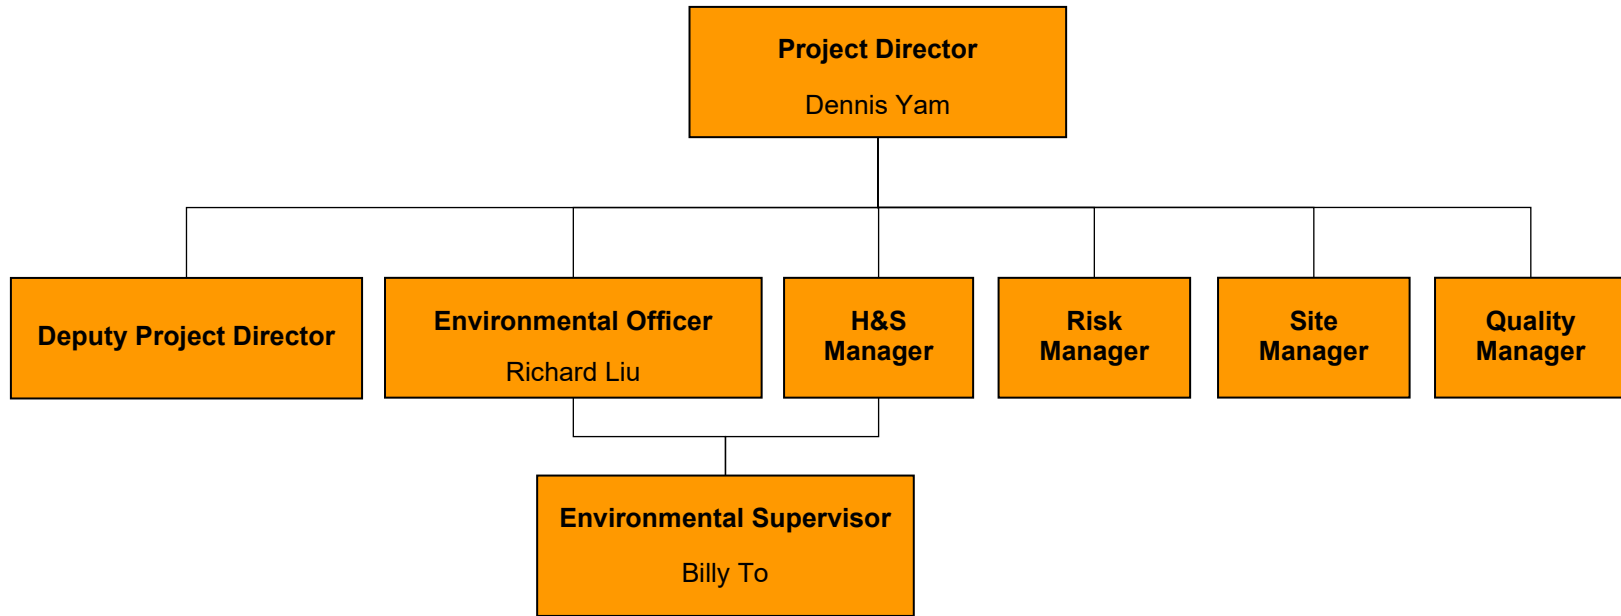 Project Director
Dennis Yam
Deputy Project Director
Environmental Officer
Richard Liu
H&S
Manager
Risk
Manager
Site
Manager
Quality
Manager
Environmental Supervisor
Billy To